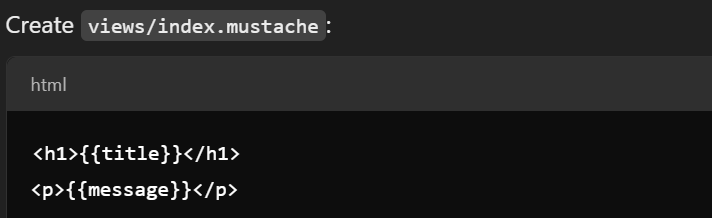 Create views/index.mustache:
html
<h1>{{title}}</h1>
<p>{{message}}</p>